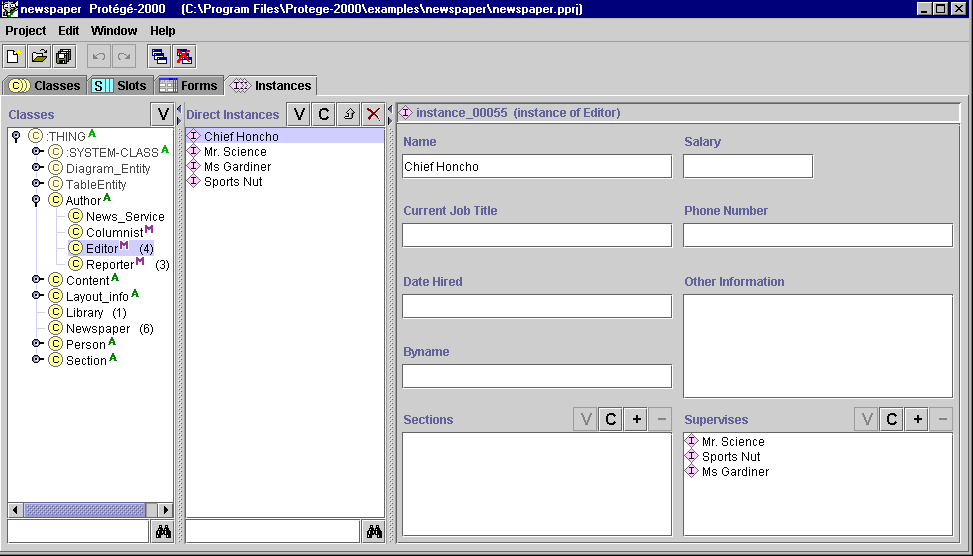 newspaper Protégé-2000 (C:\Program Files\Protege-2000\examples\newspaper\newspaper.pprj)
Project Edit Window Help
Classes Slots Forms Instances
Classes V
:THING A
:SYSTEM-CLASS A
Diagram_Entity
TableEntity
Author A
News_Service
Columnist M
Editor M (4)
Reporter M (3)
Content A
Layout_info A
Library (1)
Newspaper (6)
Person A
Section A
Direct Instances V C
Chief Honcho
Mr. Science
Ms Gardiner
Sports Nut
instance_00055 (instance of Editor)
Name
Chief Honcho
Salary
Current Job Title
Phone Number
Date Hired
Other Information
Byname
Sections V C + −
Supervises V C + −
Mr. Science
Sports Nut
Ms Gardiner